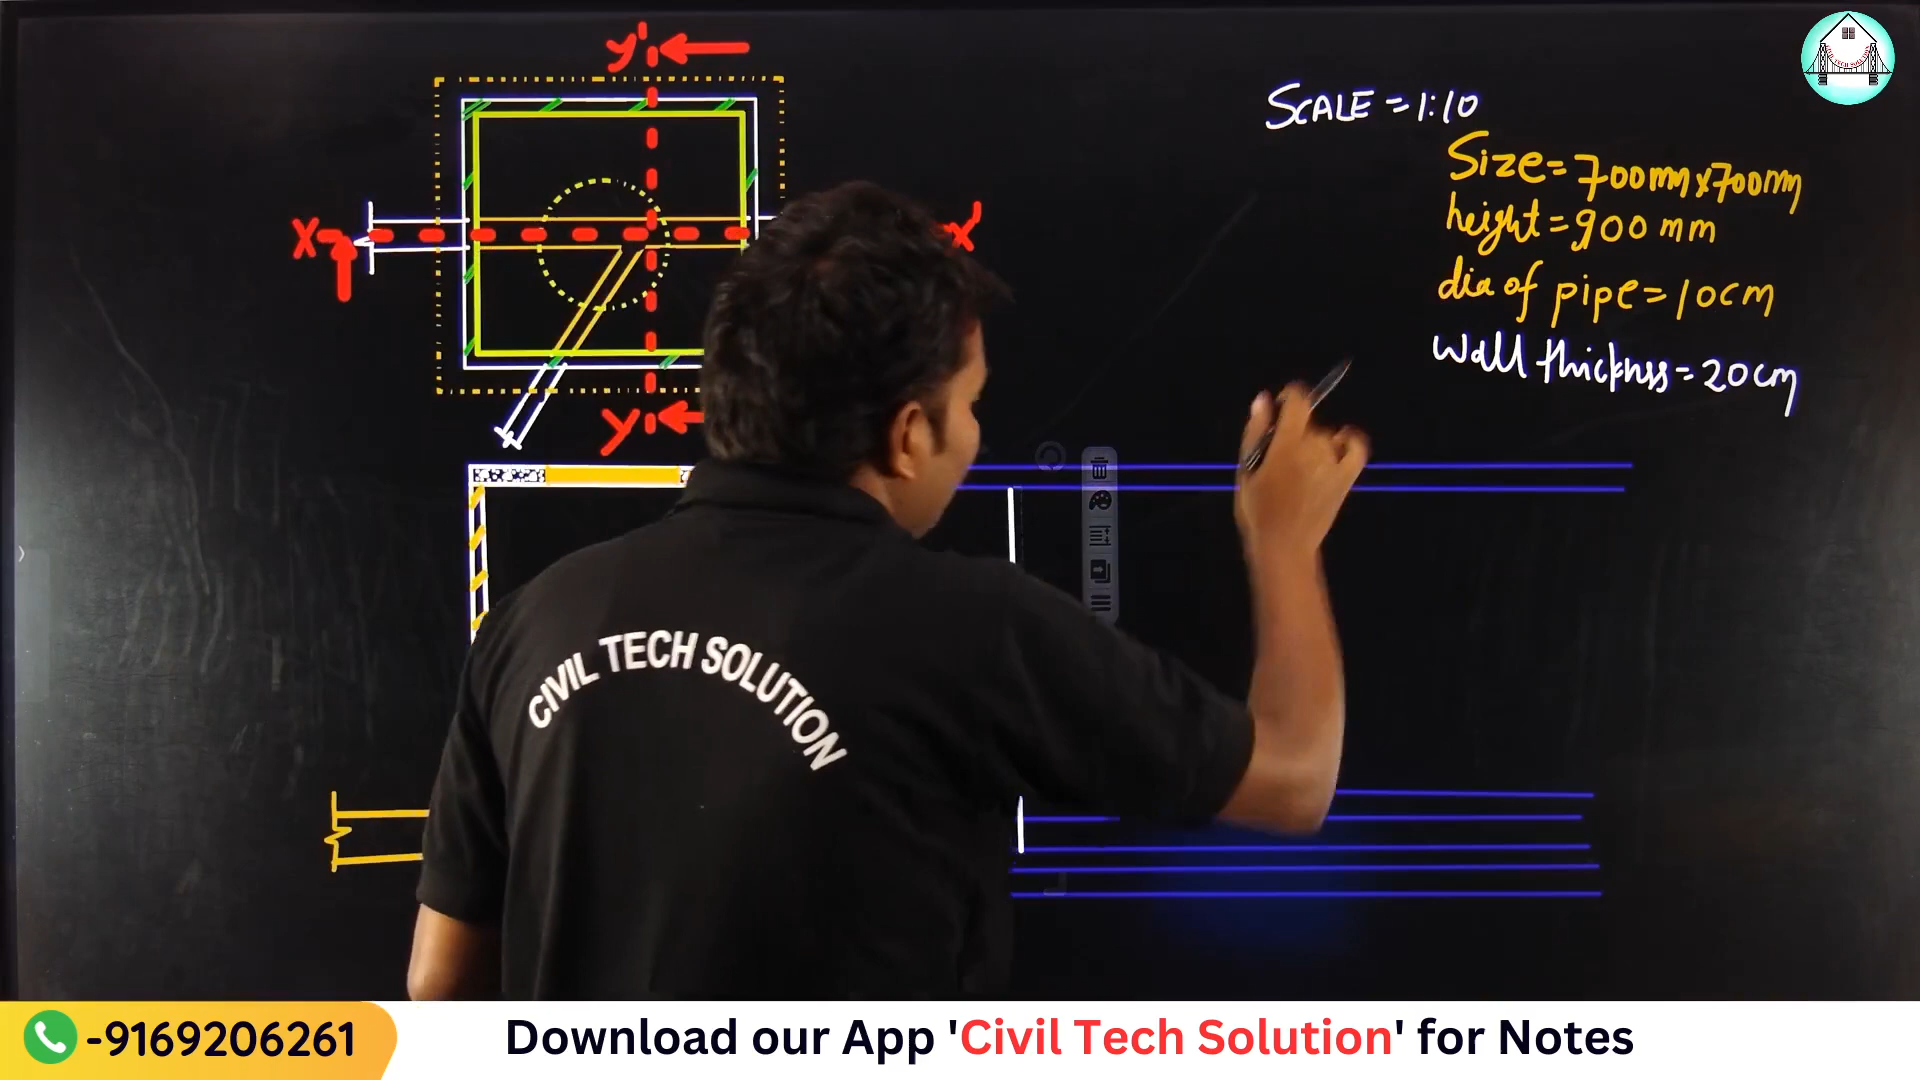 y'
SCALE = 1:10
Size = 700mm x 700mm
height = 900 mm
dia of pipe = 10cm
wall thicknss = 20cm
X
x'
y
CIVIL TECH SOLUTION
-9169206261
Download our App 'Civil Tech Solution' for Notes